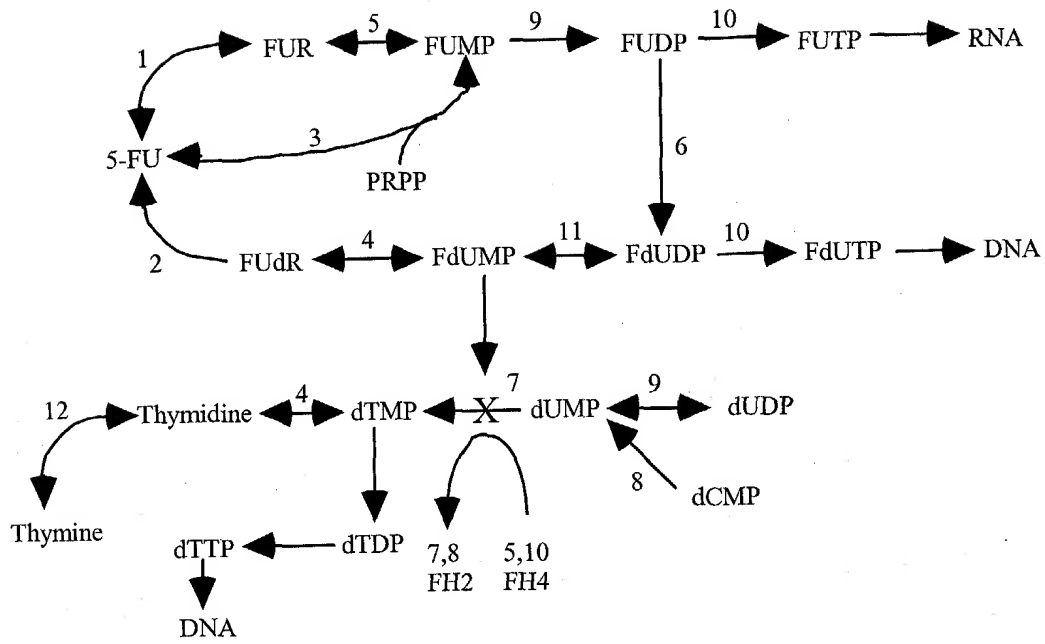 FUR 5 FUMP 9 FUDP 10 FUTP RNA
1
5-FU
3
PRPP
6
2
FUdR 4 FdUMP 11 FdUDP 10 FdUTP DNA
12 Thymidine 4 dTMP X 7 dUMP 9 dUDP
8
dCMP
Thymine
dTTP dTDP
7,8 5,10
FH2 FH4
DNA